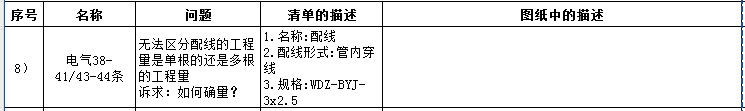 序号 名称 问题 清单的描述 图纸中的描述
8） 电气38-41/43-44条
无法区分配线的工程
量是单根的还是多根
的工程量
诉求：如何确量？
1.名称:配线
2.配线形式:管内穿
线
3.规格:WDZ-BYJ-
3x2.5